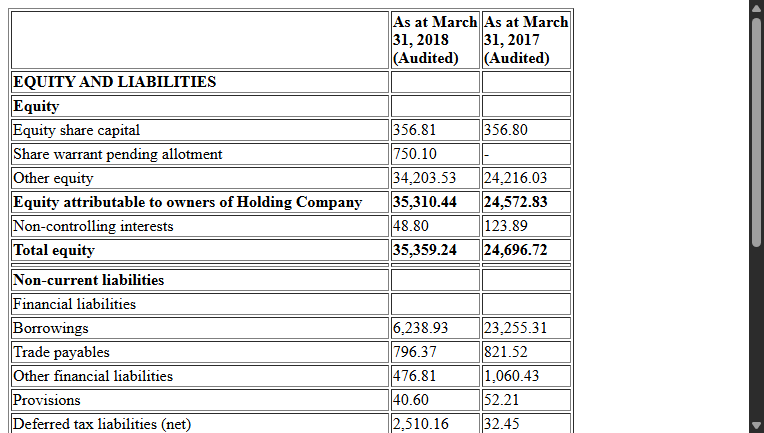 As at March 31, 2018 (Audited) As at March 31, 2017 (Audited)
EQUITY AND LIABILITIES
Equity
Equity share capital 356.81 356.80
Share warrant pending allotment 750.10 -
Other equity 34,203.53 24,216.03
Equity attributable to owners of Holding Company 35,310.44 24,572.83
Non-controlling interests 48.80 123.89
Total equity 35,359.24 24,696.72
Non-current liabilities
Financial liabilities
Borrowings 6,238.93 23,255.31
Trade payables 796.37 821.52
Other financial liabilities 476.81 1,060.43
Provisions 40.60 52.21
Deferred tax liabilities (net) 2,510.16 32.45